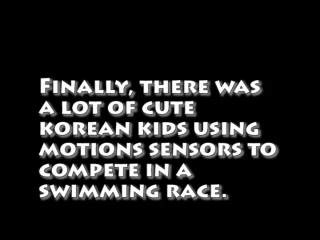 Finally, there was
a lot of cute
korean kids using
motions sensors to
compete in a
swimming race.